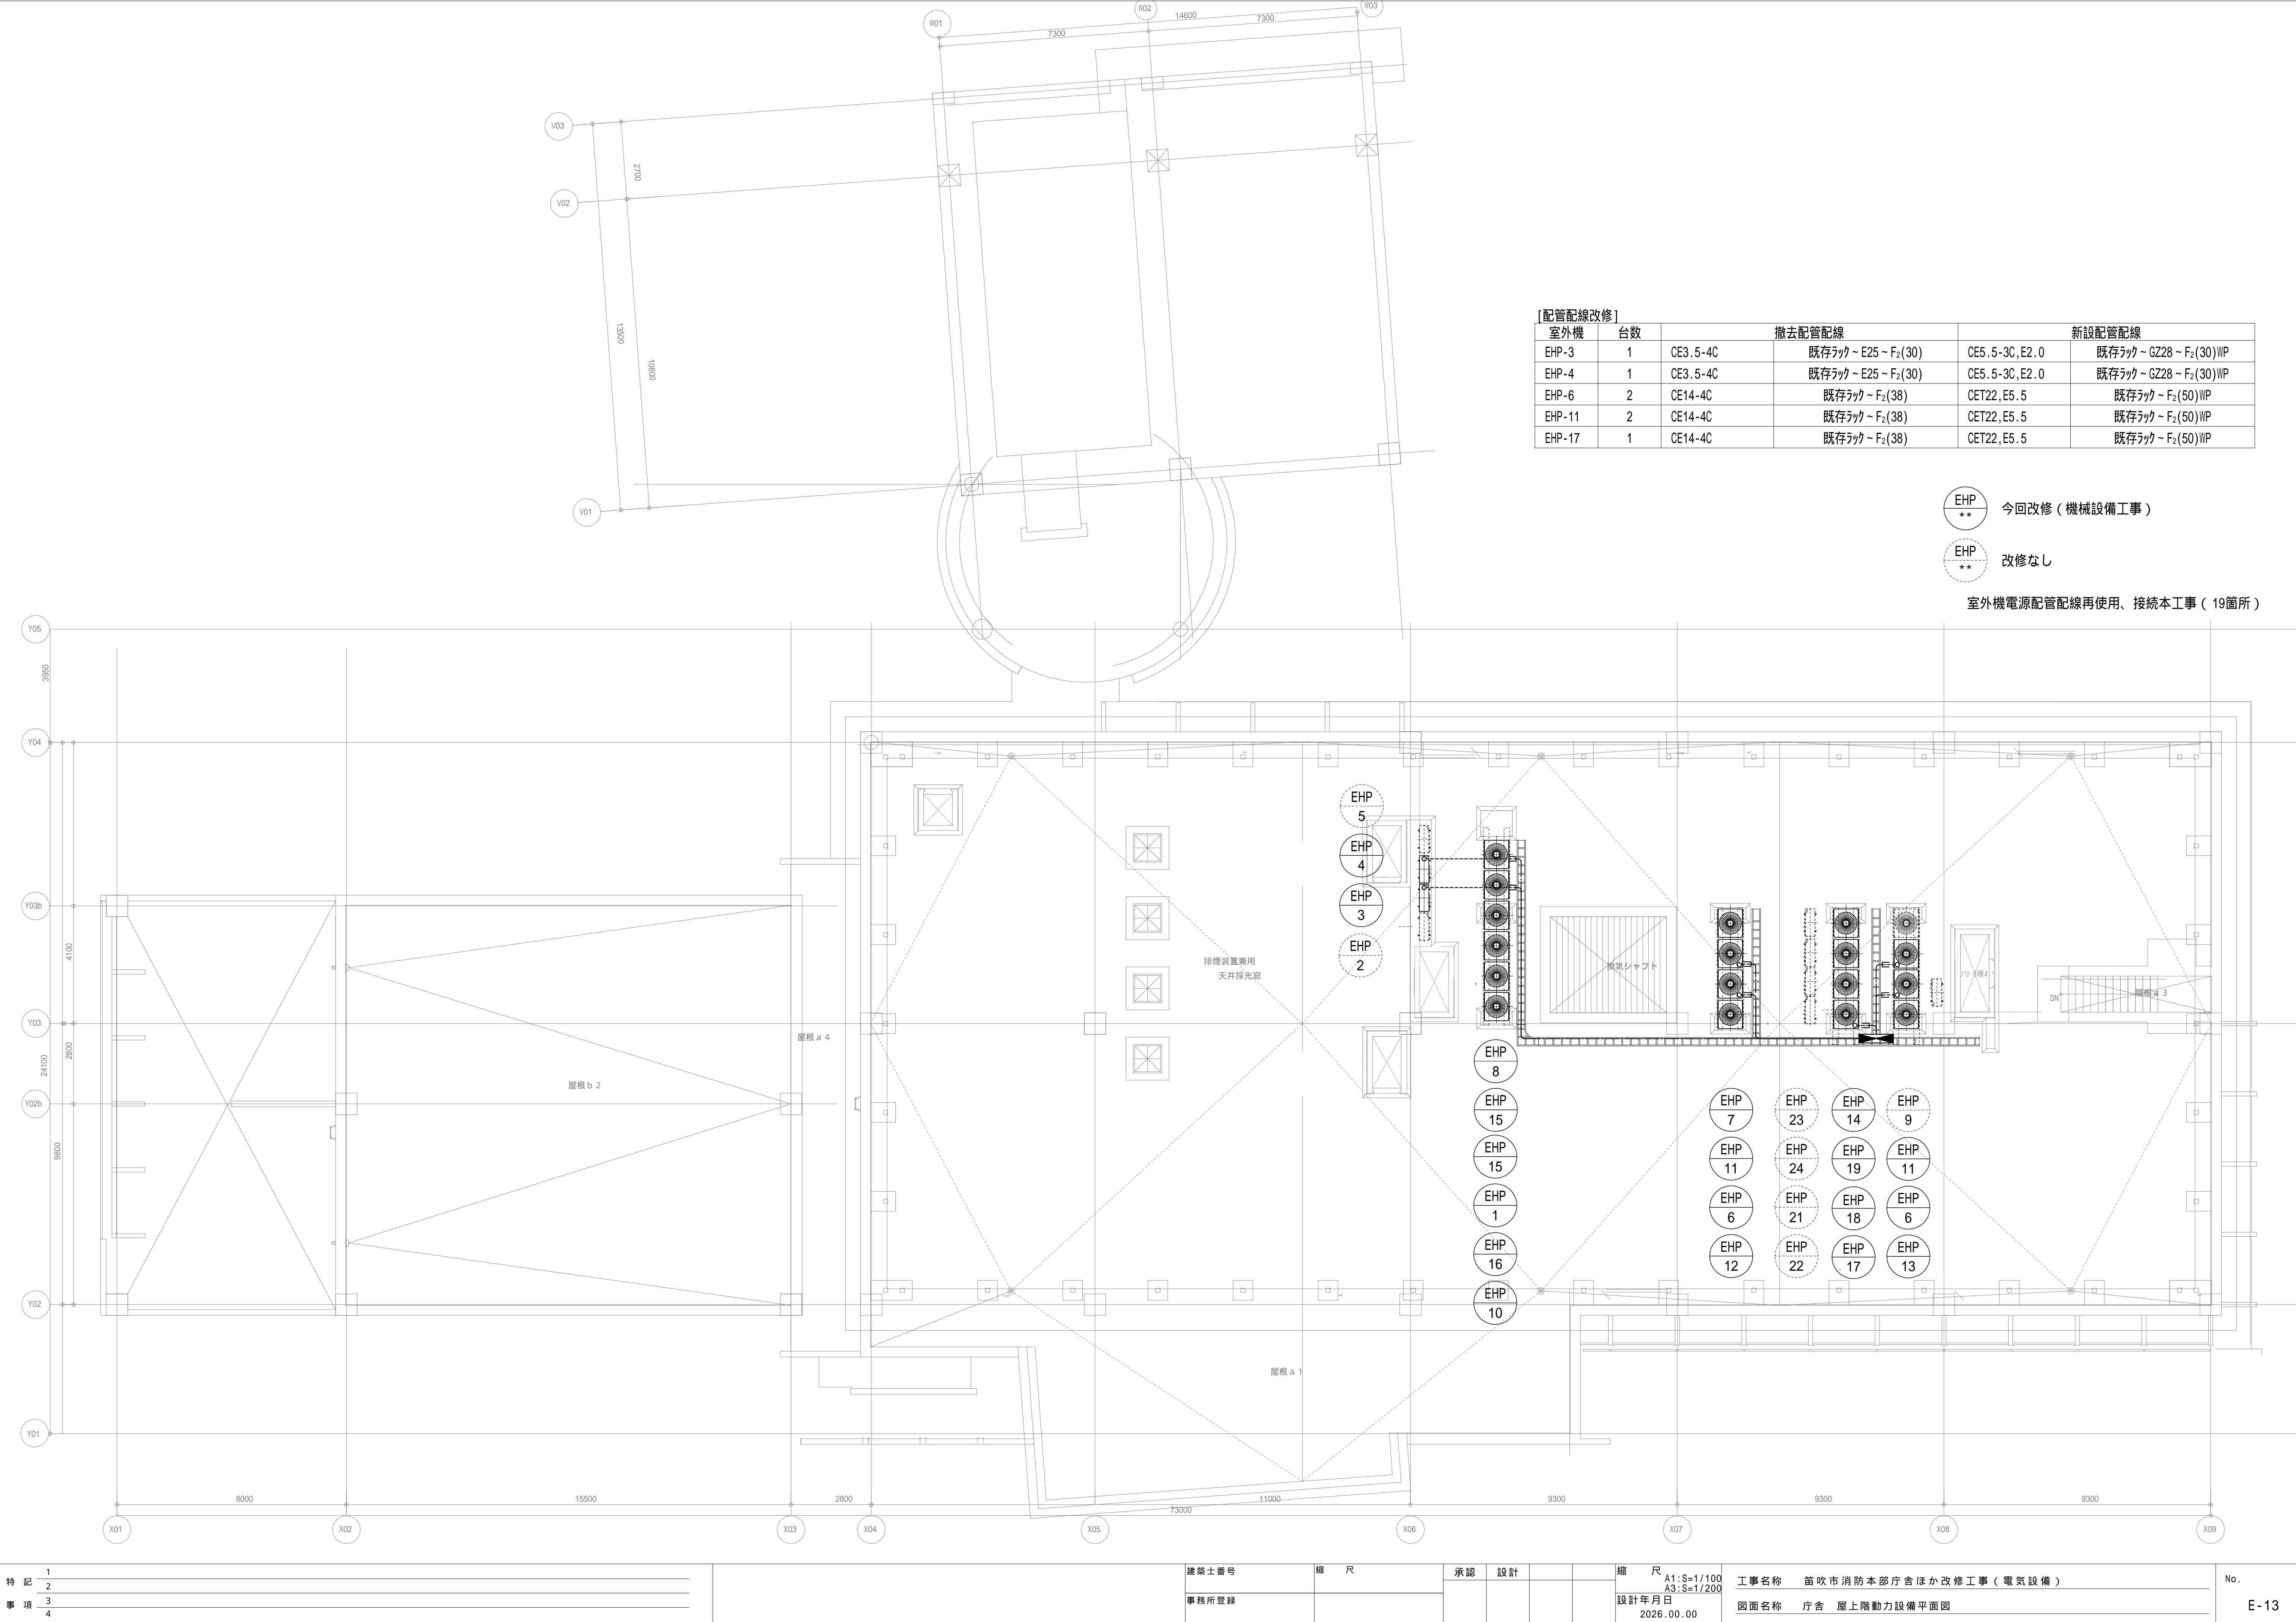 W01
W02
W03
14600
7300
7300
V03
V02
V01
2700
13500
10800
[配管配線改修]
室外機 台数 撤去配管配線 新設配管配線
EHP-3 1 CE3.5-4C 既存ﾗｯｸ~E25~F₂(30) CE5.5-3C,E2.0 既存ﾗｯｸ~GZ28~F₂(30)WP
EHP-4 1 CE3.5-4C 既存ﾗｯｸ~E25~F₂(30) CE5.5-3C,E2.0 既存ﾗｯｸ~GZ28~F₂(30)WP
EHP-6 2 CE14-4C 既存ﾗｯｸ~F₂(38) CET22,E5.5 既存ﾗｯｸ~F₂(50)WP
EHP-11 2 CE14-4C 既存ﾗｯｸ~F₂(38) CET22,E5.5 既存ﾗｯｸ~F₂(50)WP
EHP-17 1 CE14-4C 既存ﾗｯｸ~F₂(38) CET22,E5.5 既存ﾗｯｸ~F₂(50)WP
EHP ** 今回改修（機械設備工事）
EHP ** 改修なし
室外機電源配管配線再使用、接続本工事（19箇所）
Y05
Y04
Y03b
Y03
Y02b
Y02
Y01
3950
4100
2800
24100
9800
EHP 5
EHP 4
EHP 3
EHP 2
排煙装置兼用
天井採光窓
換気シャフト
DN
屋根a3
屋根a4
屋根b2
屋根a1
EHP 8
EHP 15
EHP 15
EHP 1
EHP 16
EHP 10
EHP 7
EHP 23
EHP 14
EHP 9
EHP 11
EHP 24
EHP 19
EHP 11
EHP 6
EHP 21
EHP 18
EHP 6
EHP 12
EHP 22
EHP 17
EHP 13
8000
15500
2800
11000
9300
9300
9300
73000
X01
X02
X03
X04
X05
X06
X07
X08
X09
特記
事項
1
2
3
4
建築士番号
縮尺
事務所登録
承認
設計
縮尺
A1:S=1/100
A3:S=1/200
設計年月日
2026.00.00
工事名称 笛吹市消防本部庁舎ほか改修工事（電気設備）
図面名称 庁舎 屋上階動力設備平面図
No.
E-13